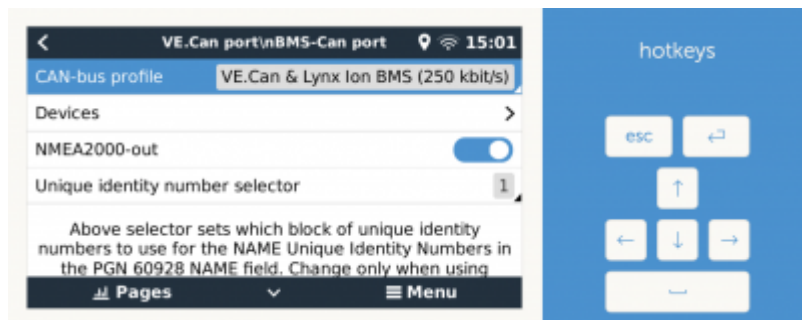 VE.Can port\nBMS-Can port 15:01
CAN-bus profile VE.Can & Lynx Ion BMS (250 kbit/s)
Devices
NMEA2000-out
Unique identity number selector 1
Above selector sets which block of unique identity
numbers to use for the NAME Unique Identity Numbers in
the PGN 60928 NAME field. Change only when using
Pages Menu
hotkeys
esc